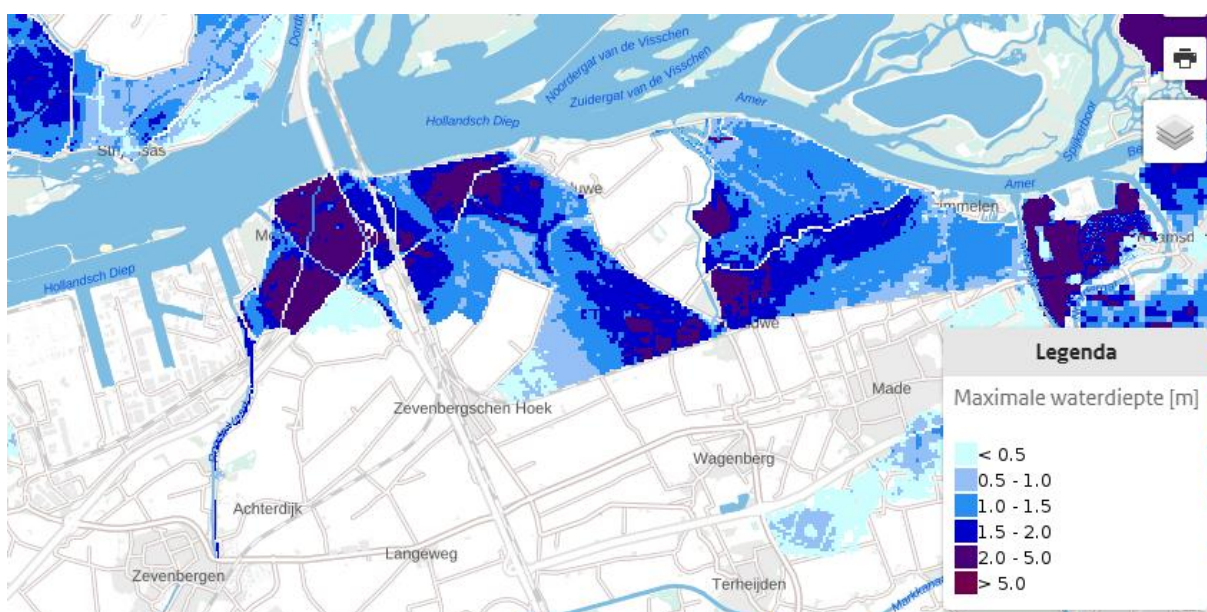 Noordergat van de Visschen
Zuidergat van de Visschen
Hollandsch Diep
Amer
Spijkerboor
Amer
Hollandsch Diep
Zevenbergschen Hoek
Made
Wagenberg
Achterdijk
Langeweg
Zevenbergen
Terheijden
Legenda
Maximale waterdiepte [m]
< 0.5
0.5 - 1.0
1.0 - 1.5
1.5 - 2.0
2.0 - 5.0
> 5.0